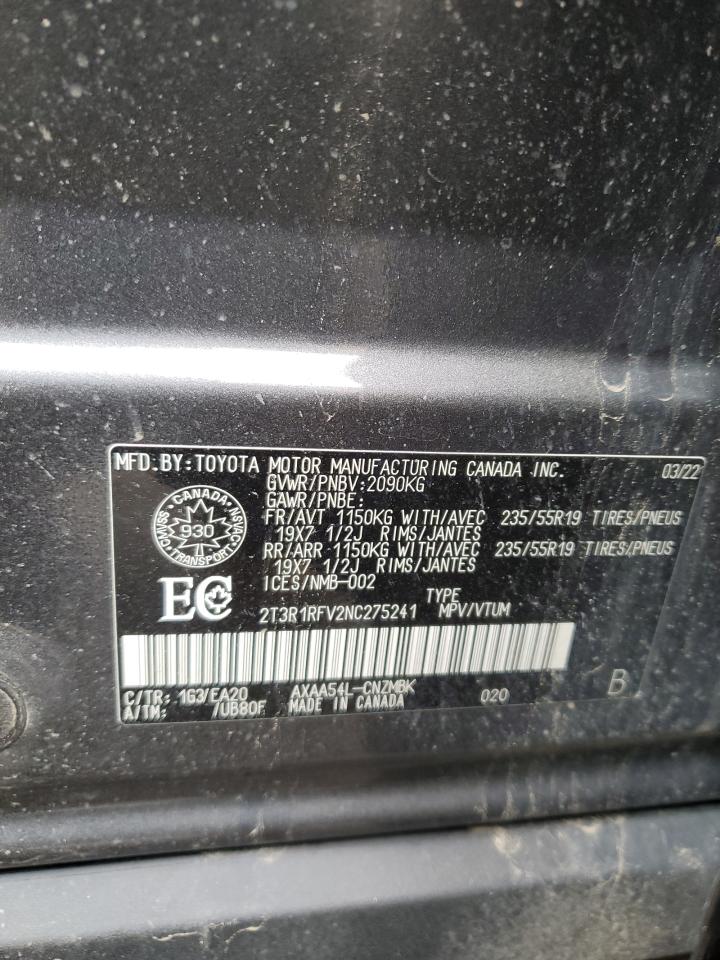 MFD.BY:TOYOTA MOTOR MANUFACTURING CANADA INC. 03/22
GVWR/PNBV:2090KG
GAWR/PNBE:
FR/AVT 1150KG WITH/AVEC 235/55R19 TIRES/PNEUS
19X7 1/2J RIMS/JANTES
RR/ARR 1150KG WITH/AVEC 235/55R19 TIRES/PNEUS
19X7 1/2J RIMS/JANTES
ICES/NMB-002
CANADA
CMVSS 930 NSVAC
TRANSPORT
EC
TYPE
2T3R1RFV2NC275241 MPV/VTUM
C/TR: 1G3/EA20 AXAA54L-CNZMBK 020 B
A/TM: /UB80F MADE IN CANADA